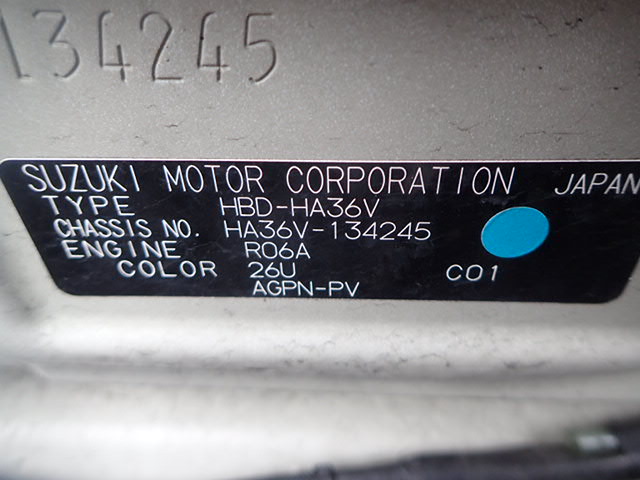 134245
SUZUKI MOTOR CORPORATION JAPAN
TYPE HBD-HA36V
CHASSIS NO. HA36V-134245
ENGINE R06A
COLOR 26U C01
AGPN-PV